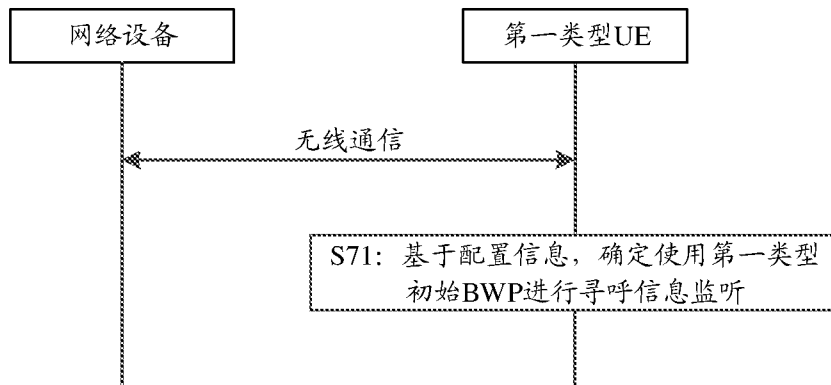 网络设备
第一类型UE
无线通信
S71：基于配置信息，确定使用第一类型
初始BWP进行寻呼信息监听